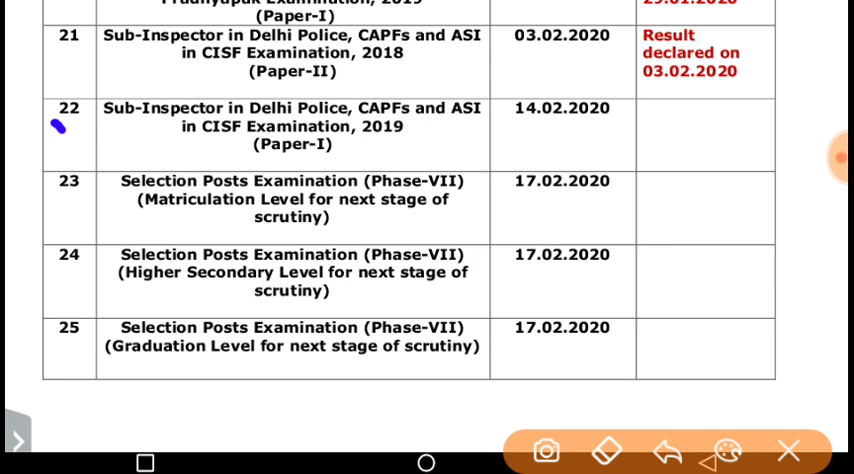 (Paper-I)
29.01.2020
21 Sub-Inspector in Delhi Police, CAPFs and ASI 03.02.2020 Result
in CISF Examination, 2018 declared on
(Paper-II) 03.02.2020
22 Sub-Inspector in Delhi Police, CAPFs and ASI 14.02.2020
in CISF Examination, 2019
(Paper-I)
23 Selection Posts Examination (Phase-VII) 17.02.2020
(Matriculation Level for next stage of
scrutiny)
24 Selection Posts Examination (Phase-VII) 17.02.2020
(Higher Secondary Level for next stage of
scrutiny)
25 Selection Posts Examination (Phase-VII) 17.02.2020
(Graduation Level for next stage of scrutiny)